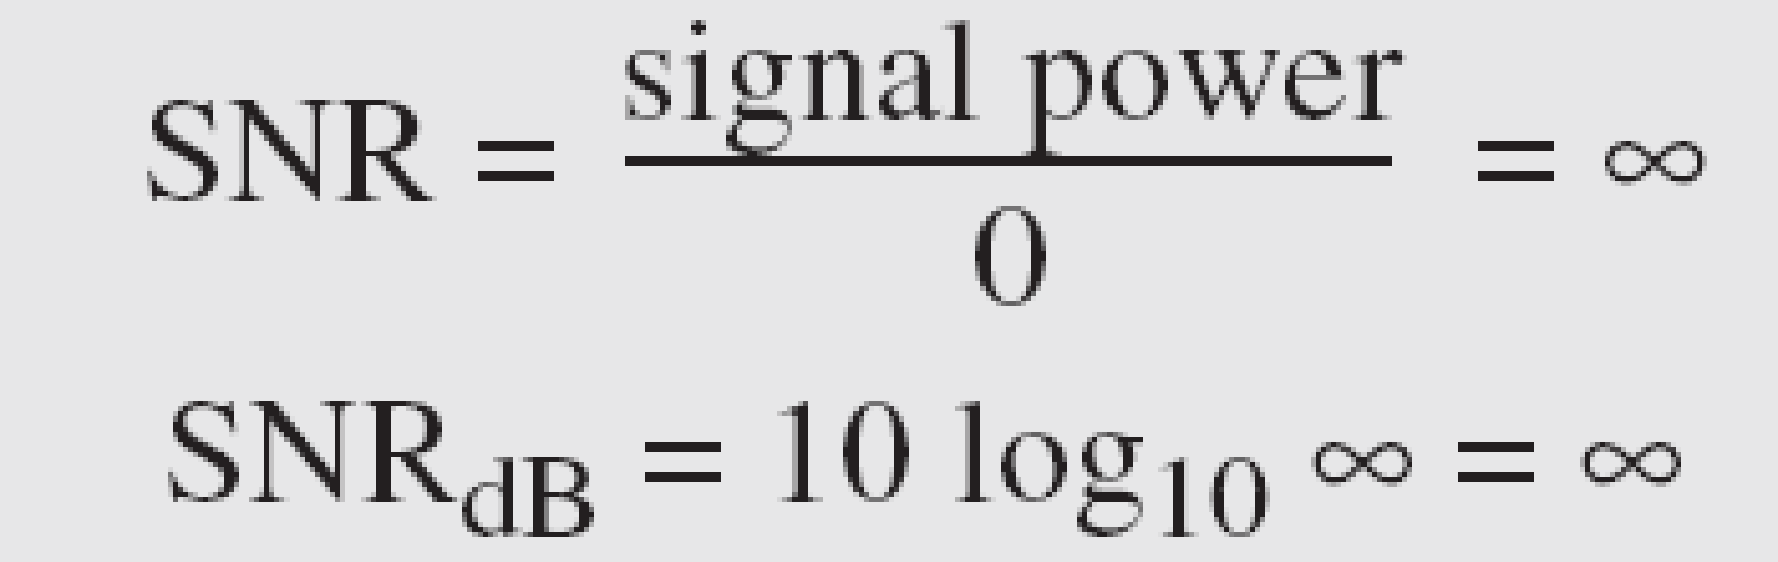 SNR = signal power / 0 = ∞
SNR_dB = 10 log_10 ∞ = ∞